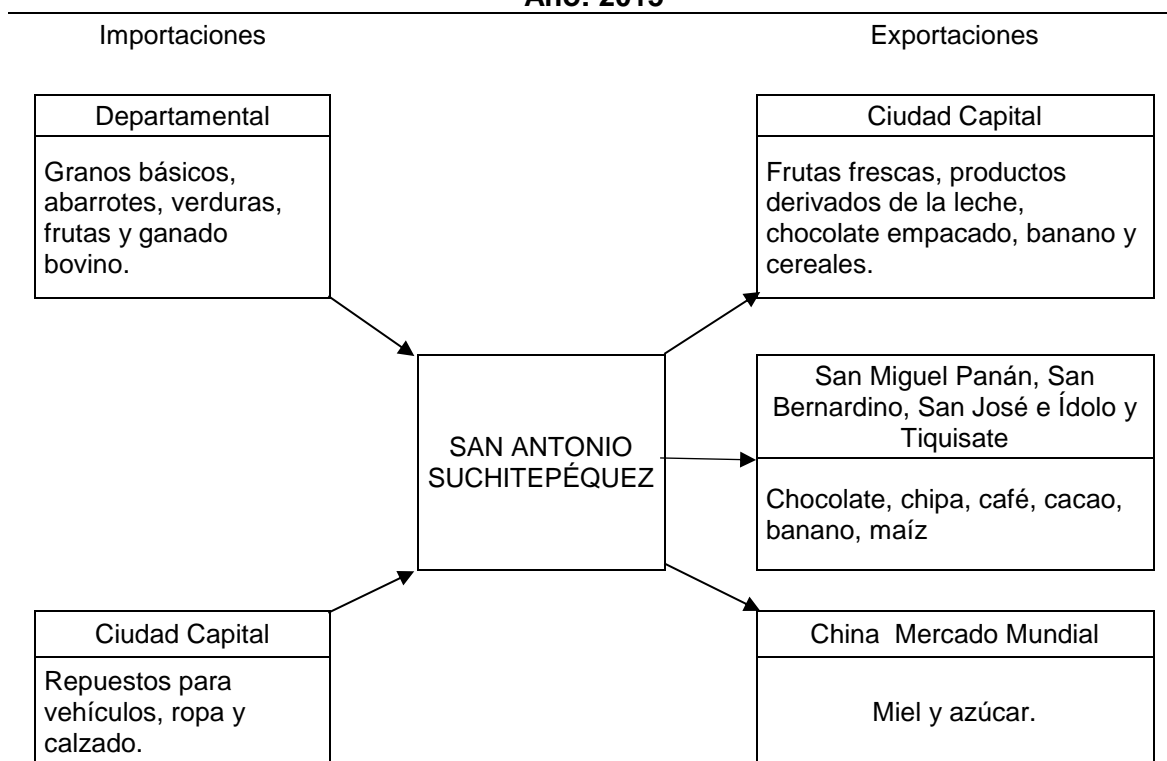 Año:
Importaciones
Exportaciones
Departamental
Granos básicos,
abarrotes, verduras,
frutas y ganado
bovino.
Ciudad Capital
Frutas frescas, productos
derivados de la leche,
chocolate empacado, banano y
cereales.
SAN ANTONIO
SUCHITEPÉQUEZ
San Miguel Panán, San
Bernardino, San José e Ídolo y
Tiquisate
Chocolate, chipa, café, cacao,
banano, maíz
Ciudad Capital
Repuestos para
vehículos, ropa y
calzado.
China  Mercado Mundial
Miel y azúcar.